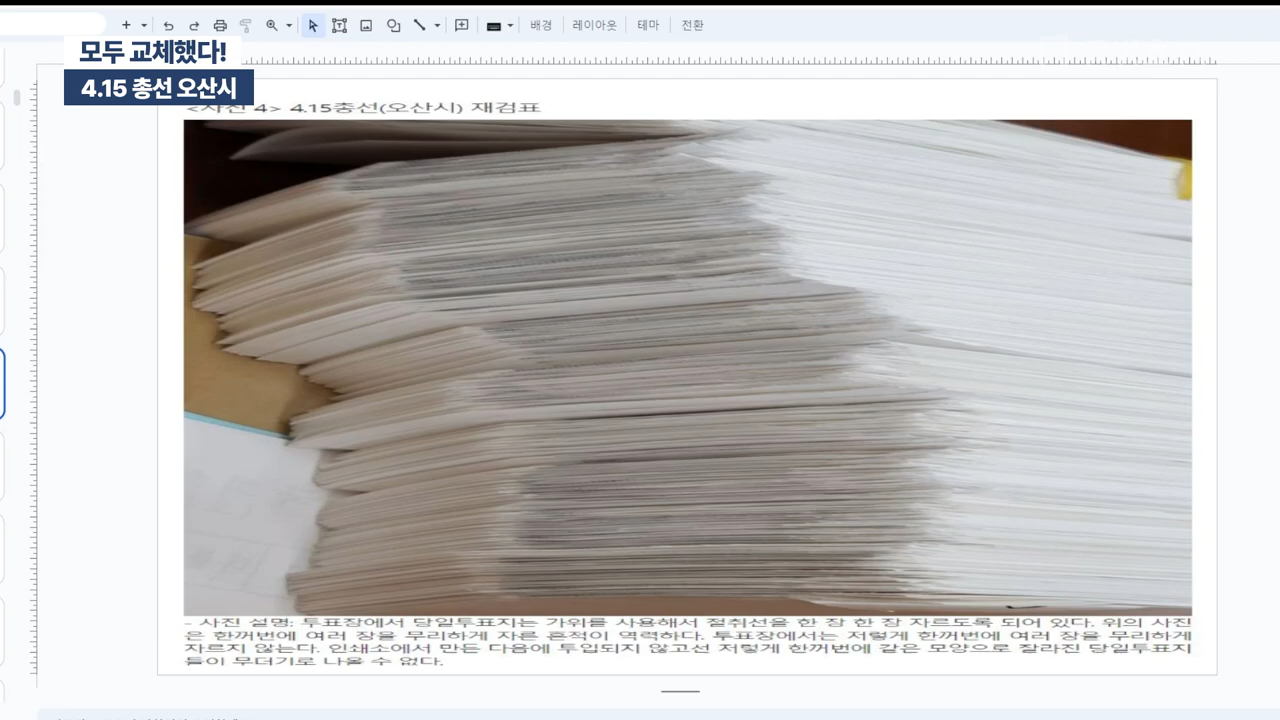 배경 레이아웃 테마 전환
모두 교체했다!
4.15 총선 오산시
<사진 4> 4.15총선(오산시) 재검표
- 사진 설명: 투표장에서 당일투표지는 가위를 사용해서 절취선을 한 장 한 장 자르도록 되어 있다. 위의 사진
은 한꺼번에 여러 장을 무리하게 자른 흔적이 역력하다. 투표장에서는 저렇게 한꺼번에 여러 장을 무리하게
자르지 않는다. 인쇄소에서 만든 다음에 투입되지 않고선 저렇게 한꺼번에 같은 모양으로 잘라진 당일투표지
들이 무더기로 나올 수 없다.